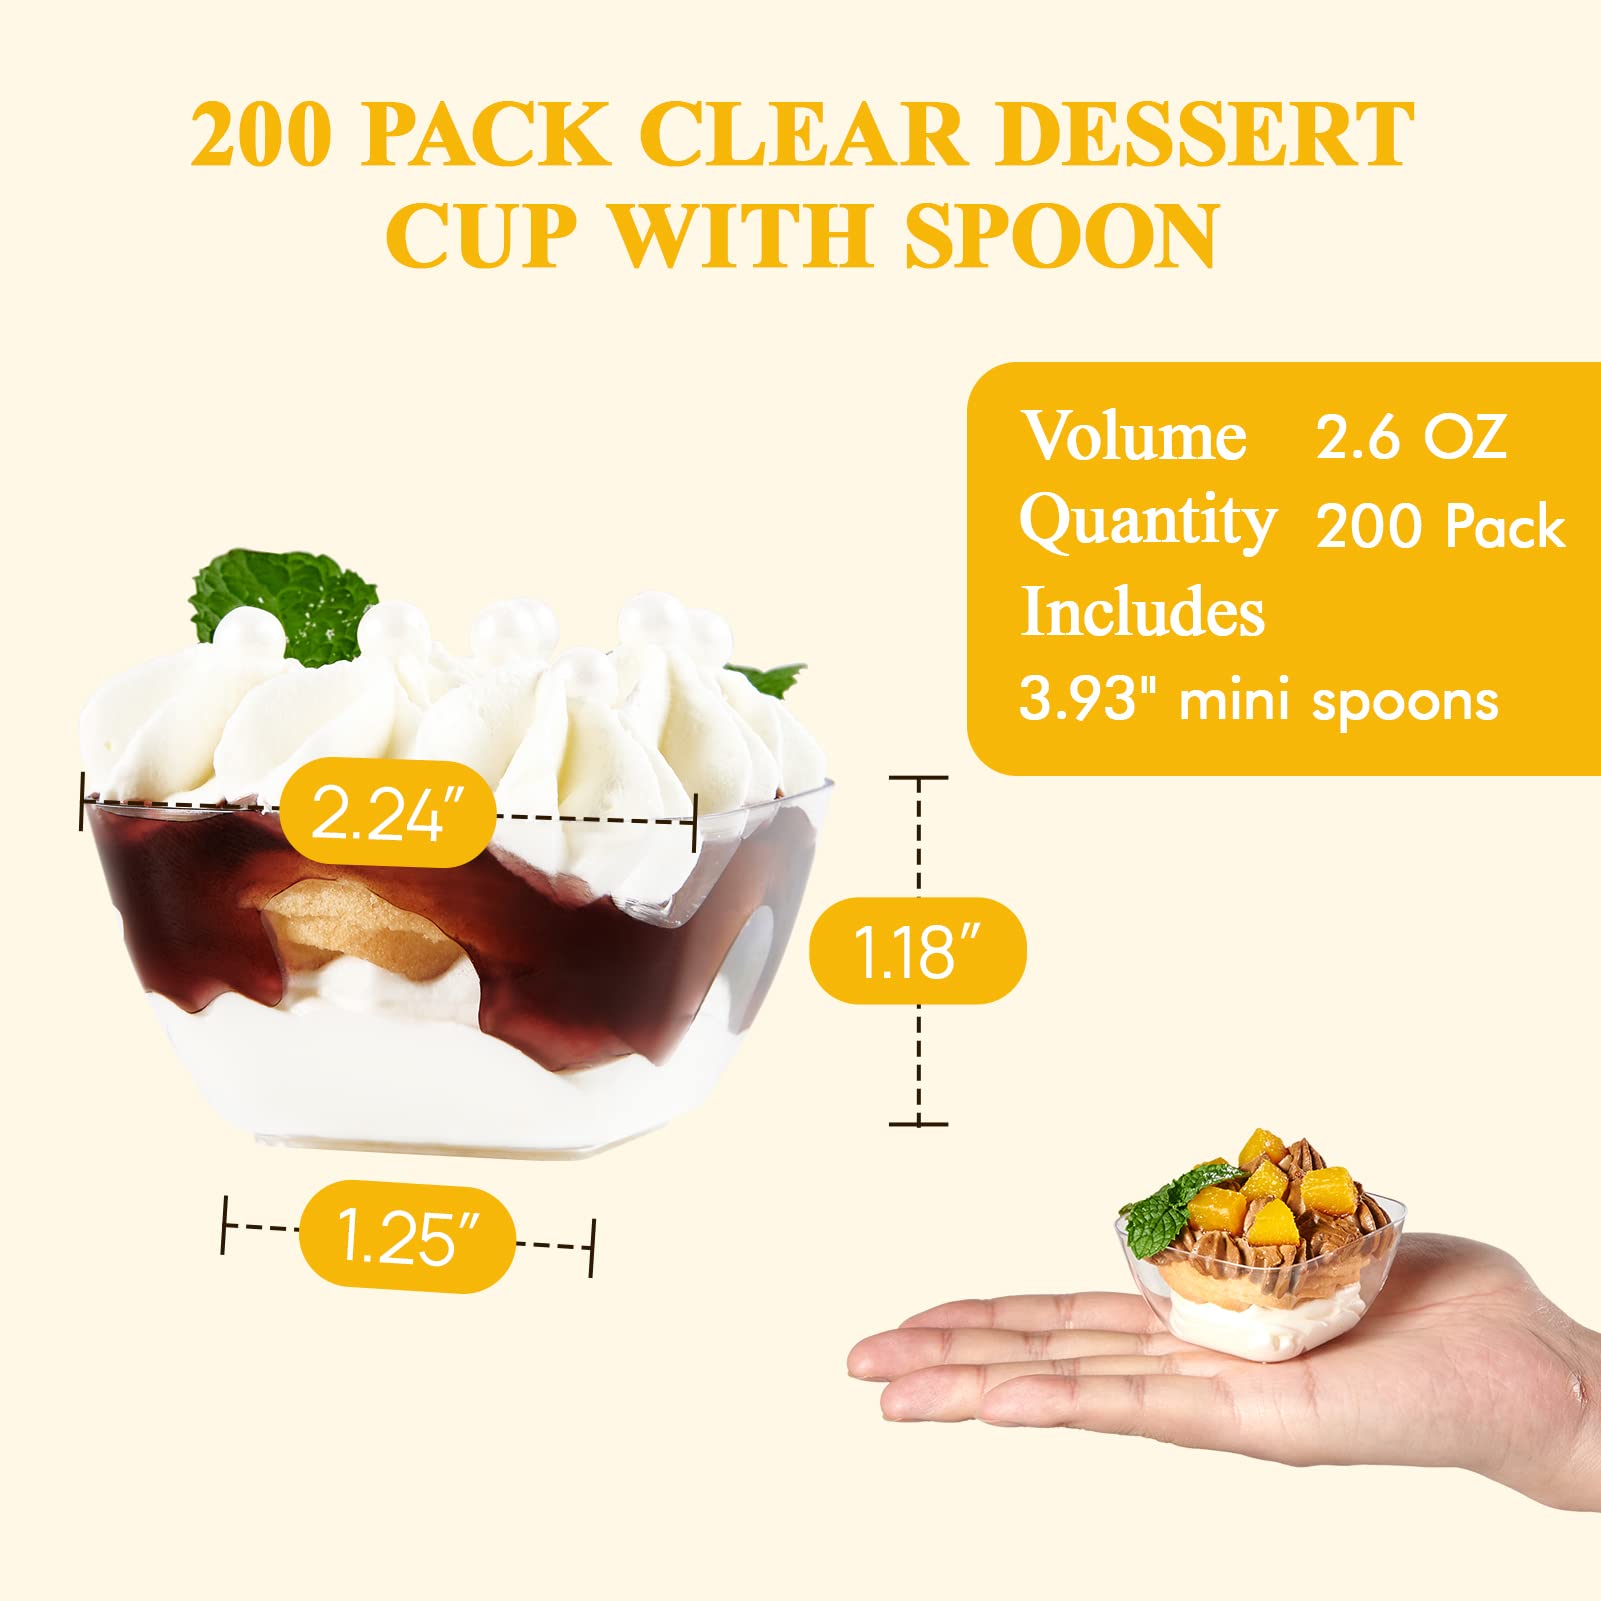 200 PACK CLEAR DESSERT
CUP WITH SPOON
Volume 2.6 OZ
Quantity 200 Pack
Includes
3.93" mini spoons
2.24”
1.18”
1.25”